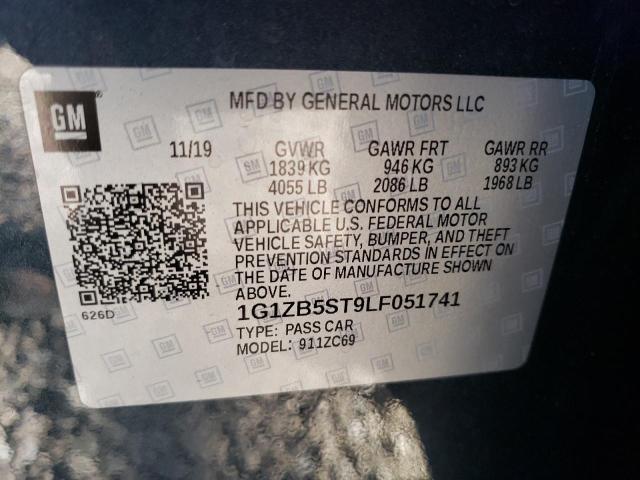 GM
MFD BY GENERAL MOTORS LLC
11/19 GVWR GAWR FRT GAWR RR
1839 KG 946 KG 893 KG
4055 LB 2086 LB 1968 LB
THIS VEHICLE CONFORMS TO ALL
APPLICABLE U.S. FEDERAL MOTOR
VEHICLE SAFETY, BUMPER, AND THEFT
PREVENTION STANDARDS IN EFFECT ON
THE DATE OF MANUFACTURE SHOWN
ABOVE.
626D
1G1ZB5ST9LF051741
TYPE: PASS CAR
MODEL: 911ZC69